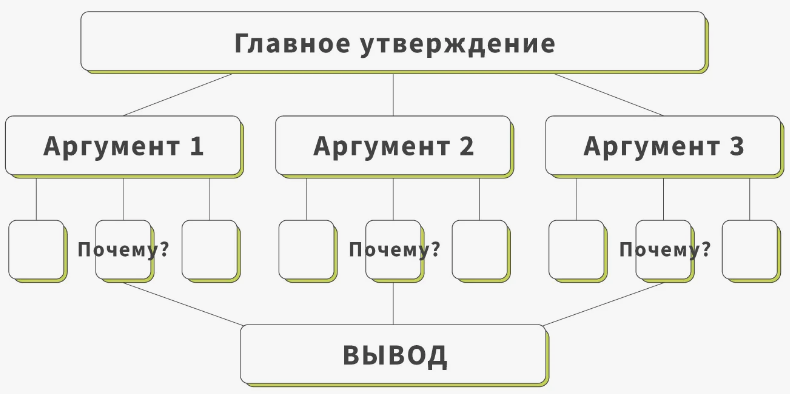 Главное утверждение
Аргумент 1
Аргумент 2
Аргумент 3
Почему?
Почему?
Почему?
ВЫВОД